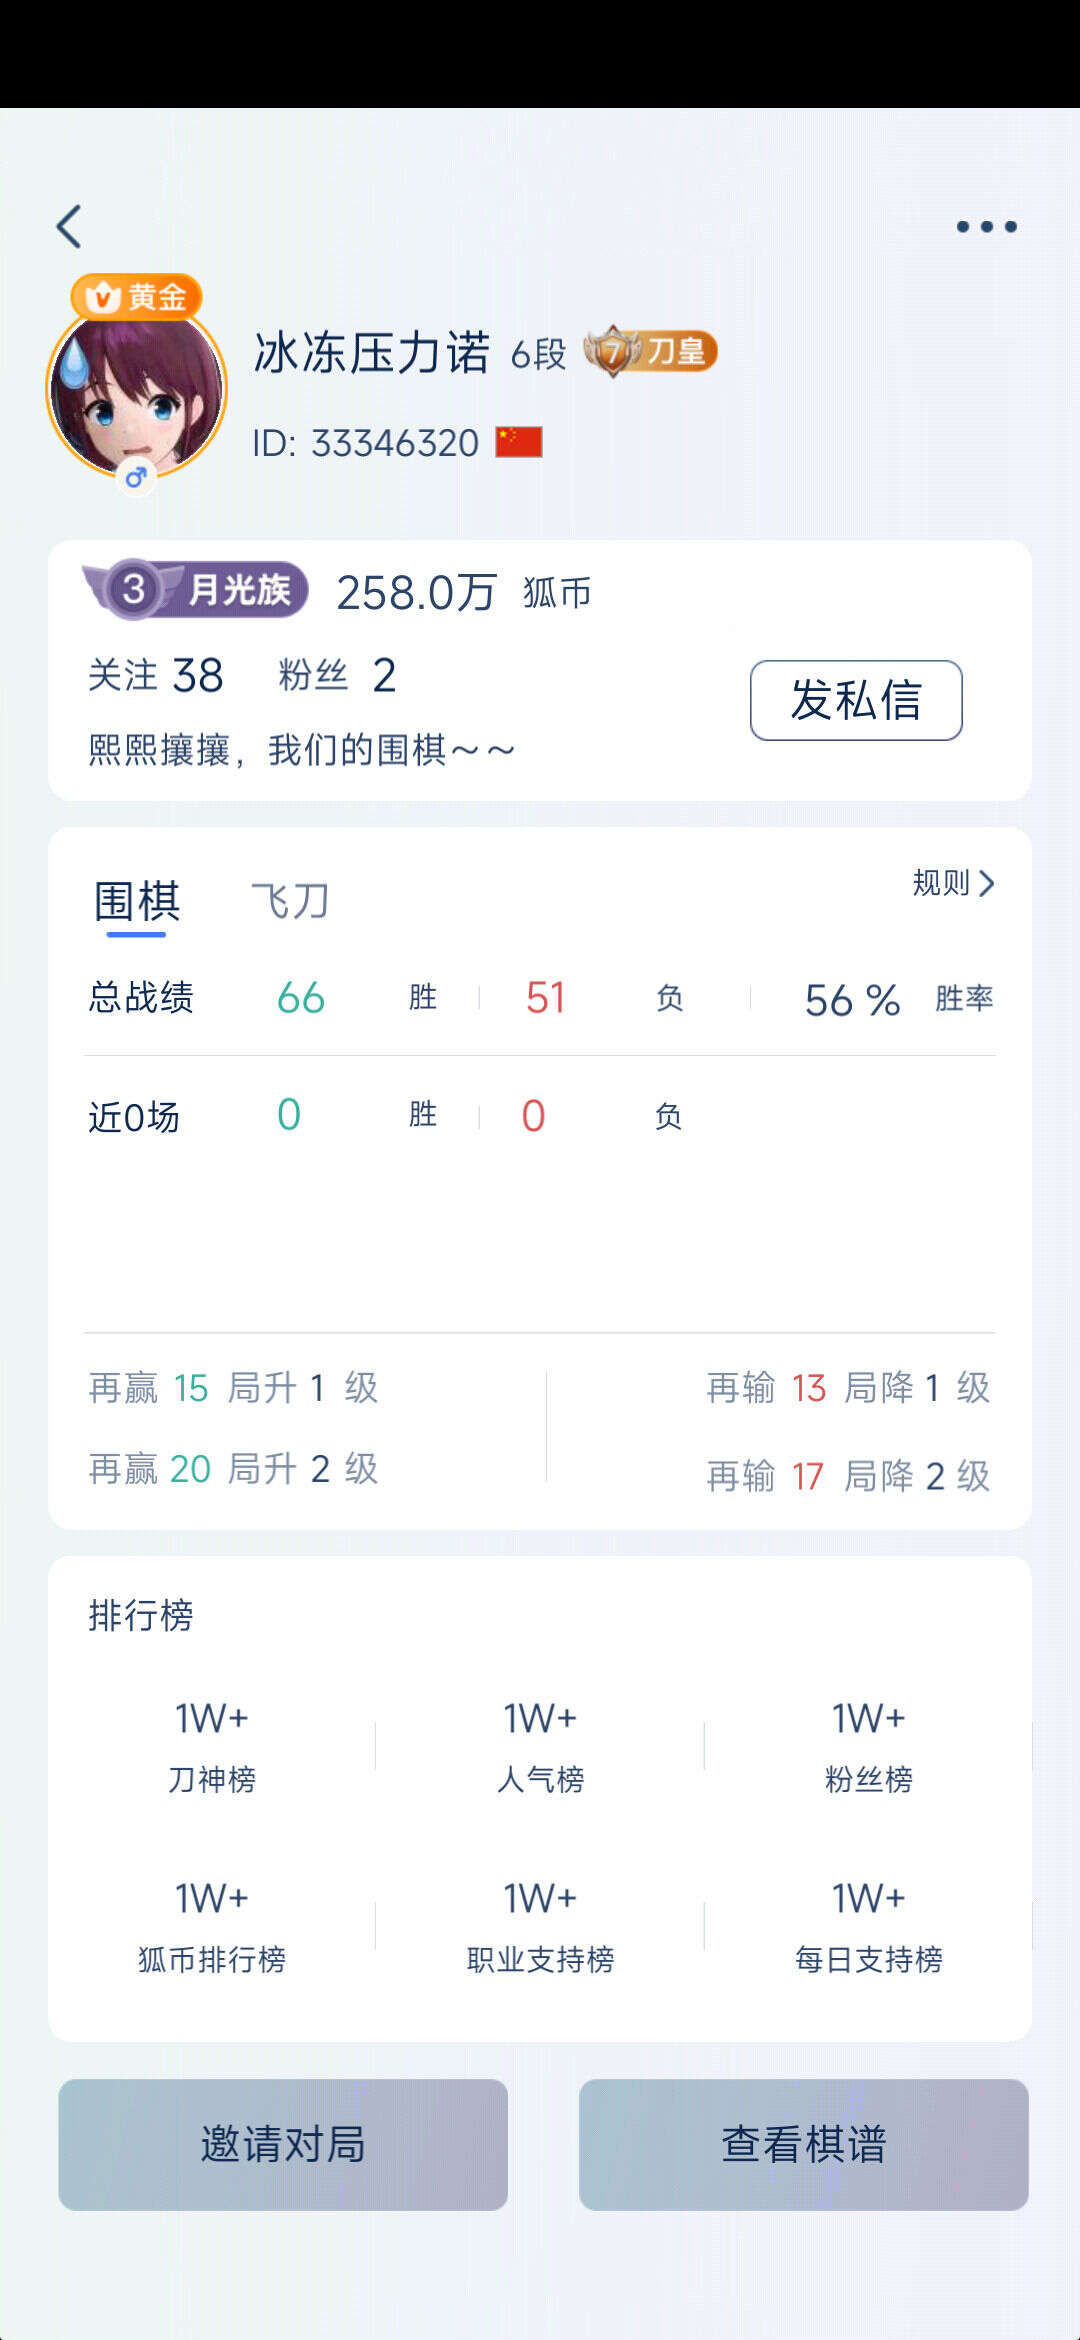 黄金
冰冻压力诺 6段 7 刀皇
ID: 33346320
3 月光族 258.0万 狐币
关注 38 粉丝 2
发私信
熙熙攘攘，我们的围棋～～
围棋 飞刀 规则
总战绩 66 胜 51 负 56 % 胜率
近0场 0 胜 0 负
再赢 15 局升 1 级 再输 13 局降 1 级
再赢 20 局升 2 级 再输 17 局降 2 级
排行榜
1W+ 1W+ 1W+
刀神榜 人气榜 粉丝榜
1W+ 1W+ 1W+
狐币排行榜 职业支持榜 每日支持榜
邀请对局 查看棋谱